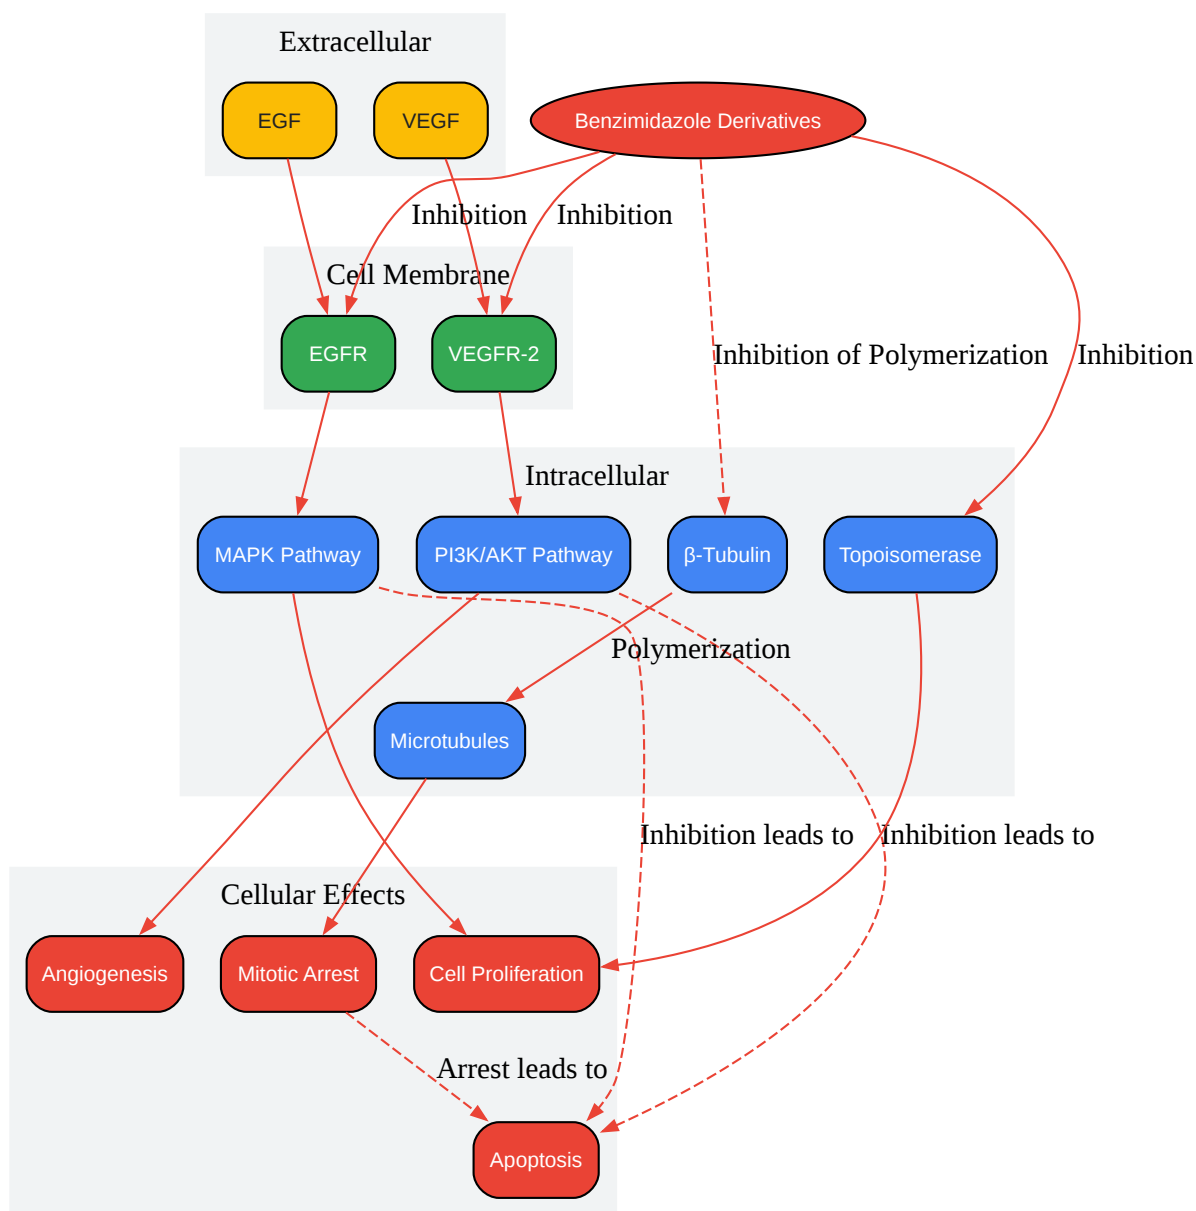 Extracellular
EGF
VEGF
Benzimidazole Derivatives
Inhibition
Inhibition
Cell Membrane
EGFR
VEGFR-2
Inhibition of Polymerization
Inhibition
Intracellular
MAPK Pathway
PI3K/AKT Pathway
β-Tubulin
Topoisomerase
Polymerization
Microtubules
Inhibition leads to
Inhibition leads to
Cellular Effects
Angiogenesis
Mitotic Arrest
Cell Proliferation
Arrest leads to
Apoptosis